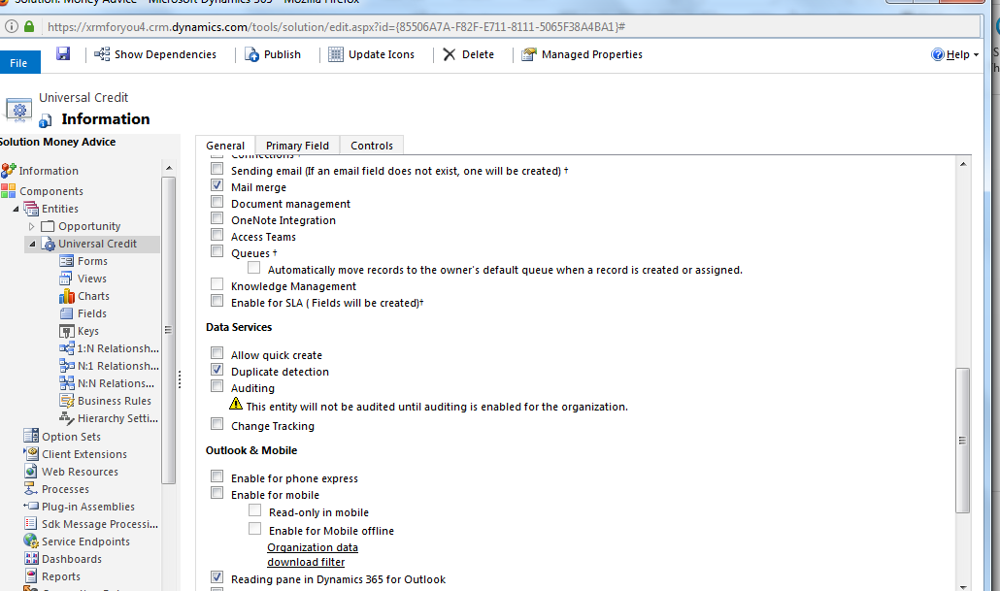 Solution: Money Advice - Microsoft Dynamics 365 - Mozilla Firefox
https://xrmforyou4.crm.dynamics.com/tools/solution/edit.aspx?id={85506A7A-F82F-E711-8111-5065F38A4BA1}#
File
Show Dependencies
Publish
Update Icons
Delete
Managed Properties
Help
Universal Credit
Information
Solution Money Advice
Information
Components
Entities
Opportunity
Universal Credit
Forms
Views
Charts
Fields
Keys
1:N Relationsh...
N:1 Relationsh...
N:N Relations...
Business Rules
Hierarchy Setti...
Option Sets
Client Extensions
Web Resources
Processes
Plug-in Assemblies
Sdk Message Processi...
Service Endpoints
Dashboards
Reports
General
Primary Field
Controls
Connections †
Sending email (If an email field does not exist, one will be created) †
Mail merge
Document management
OneNote Integration
Access Teams
Queues †
Automatically move records to the owner's default queue when a record is created or assigned.
Knowledge Management
Enable for SLA ( Fields will be created)†
Data Services
Allow quick create
Duplicate detection
Auditing
This entity will not be audited until auditing is enabled for the organization.
Change Tracking
Outlook & Mobile
Enable for phone express
Enable for mobile
Read-only in mobile
Enable for Mobile offline
Organization data
download filter
Reading pane in Dynamics 365 for Outlook